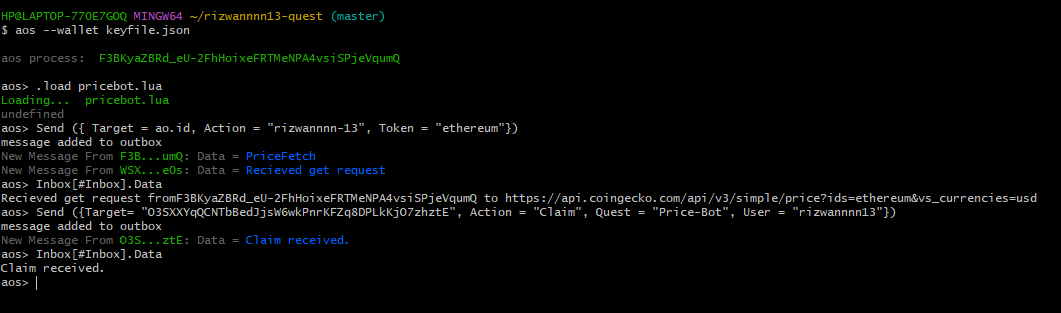 HP@LAPTOP-77OE7GOQ MINGW64 ~/rizwannnn13-quest (master)
$ aos --wallet keyfile.json
aos process:  F3BKyaZBRd_eU-2FhHoixeFRTMeNPA4vsiSPjeVqumQ
aos> .load pricebot.lua
Loading...  pricebot.lua
undefined
aos> Send ({ Target = ao.id, Action = "rizwannnn-13", Token = "ethereum"})
message added to outbox
New Message From F3B...umQ: Data = PriceFetch
New Message From WSX...eOs: Data = Recieved get request
aos> Inbox[#Inbox].Data
Recieved get request fromF3BKyaZBRd_eU-2FhHoixeFRTMeNPA4vsiSPjeVqumQ to https://api.coingecko.com/api/v3/simple/price?ids=ethereum&vs_currencies=usd
aos> Send ({Target= "O3SXXYqQCNTbBedJjsW6wkPnrKFZq8DPLkKjO7zhztE", Action = "Claim", Quest = "Price-Bot", User = "rizwannnn13"})
message added to outbox
New Message From O3S...ztE: Data = Claim received.
aos> Inbox[#Inbox].Data
Claim received.
aos>